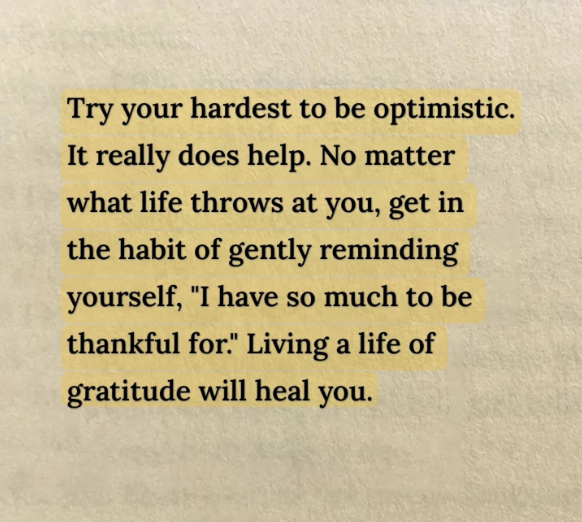 Try your hardest to be optimistic.
It really does help. No matter
what life throws at you, get in
the habit of gently reminding
yourself, "I have so much to be
thankful for." Living a life of
gratitude will heal you.